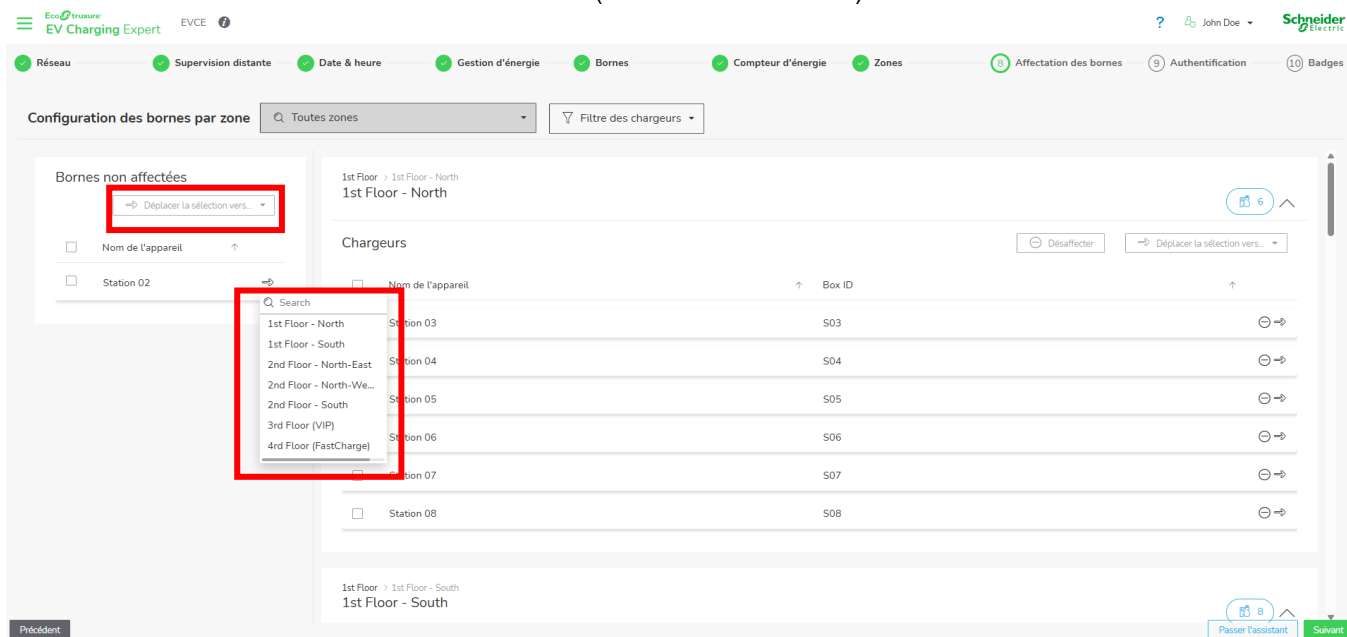 EcoStruxure
EV Charging Expert
EVCE
? John Doe
Schneider
Electric
Réseau
Supervision distante
Date & heure
Gestion d'énergie
Bornes
Compteur d'énergie
Zones
8 Affectation des bornes
9 Authentification
10 Badges
Configuration des bornes par zone
Toutes zones
Filtre des chargeurs
Bornes non affectées
Déplacer la sélection vers...
Nom de l'appareil
Station 02
Search
1st Floor - North
1st Floor - South
2nd Floor - North-East
2nd Floor - North-We...
2nd Floor - South
3rd Floor (VIP)
4rd Floor (FastCharge)
1st Floor > 1st Floor - North
1st Floor - North
6
Chargeurs
Désaffecter
Déplacer la sélection vers...
Nom de l'appareil
Box ID
Station 03
S03
Station 04
S04
Station 05
S05
Station 06
S06
Station 07
S07
Station 08
S08
1st Floor > 1st Floor - South
1st Floor - South
8
Précédent
Passer l'assistant
Suivant